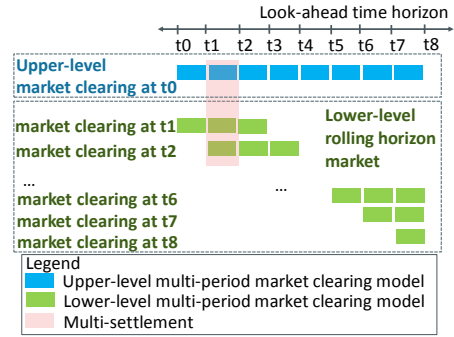 Look-ahead time horizon
t0 t1 t2 t3 t4 t5 t6 t7 t8
Upper-level
market clearing at t0
market clearing at t1
market clearing at t2
Lower-level
rolling horizon
market
...
...
market clearing at t6
market clearing at t7
market clearing at t8
Legend
Upper-level multi-period market clearing model
Lower-level multi-period market clearing model
Multi-settlement